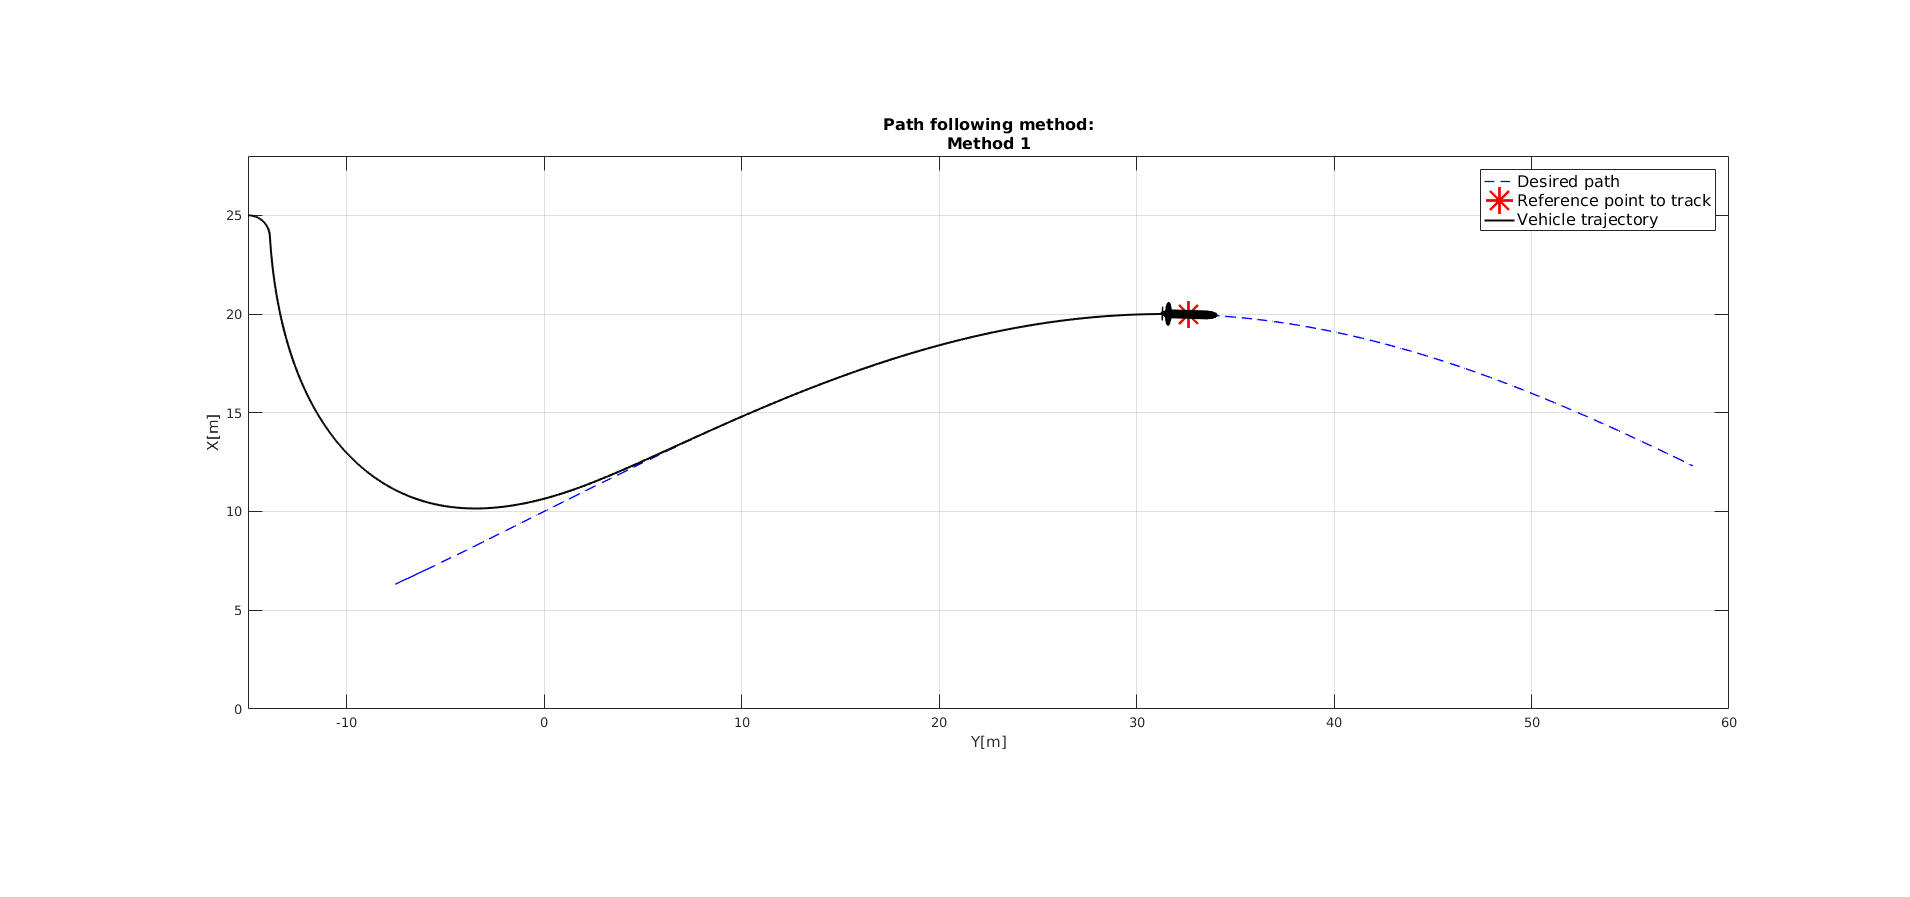 Path following method:
Method 1
Desired path
Reference point to track
Vehicle trajectory
25
20
15
10
5
0
X[m]
-10
0
10
20
30
40
50
60
Y[m]